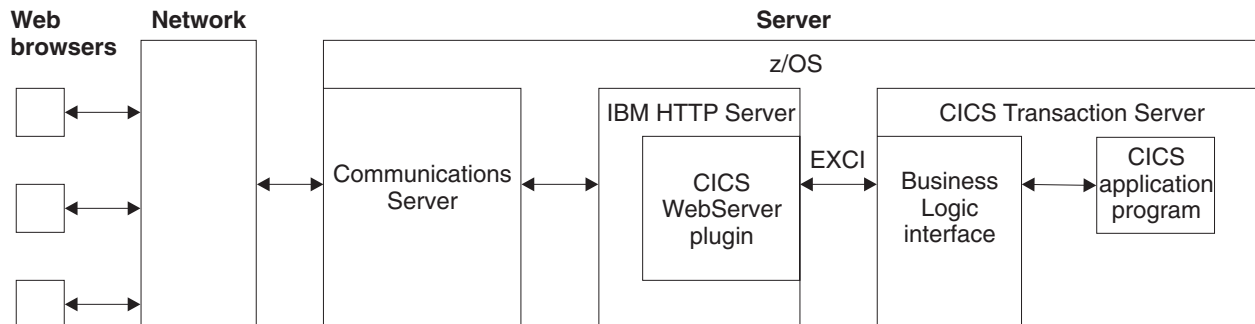 Web
browsers
Network
Server
z/OS
IBM HTTP Server
CICS Transaction Server
Communications
Server
CICS
WebServer
plugin
EXCI
Business
Logic
interface
CICS
application
program